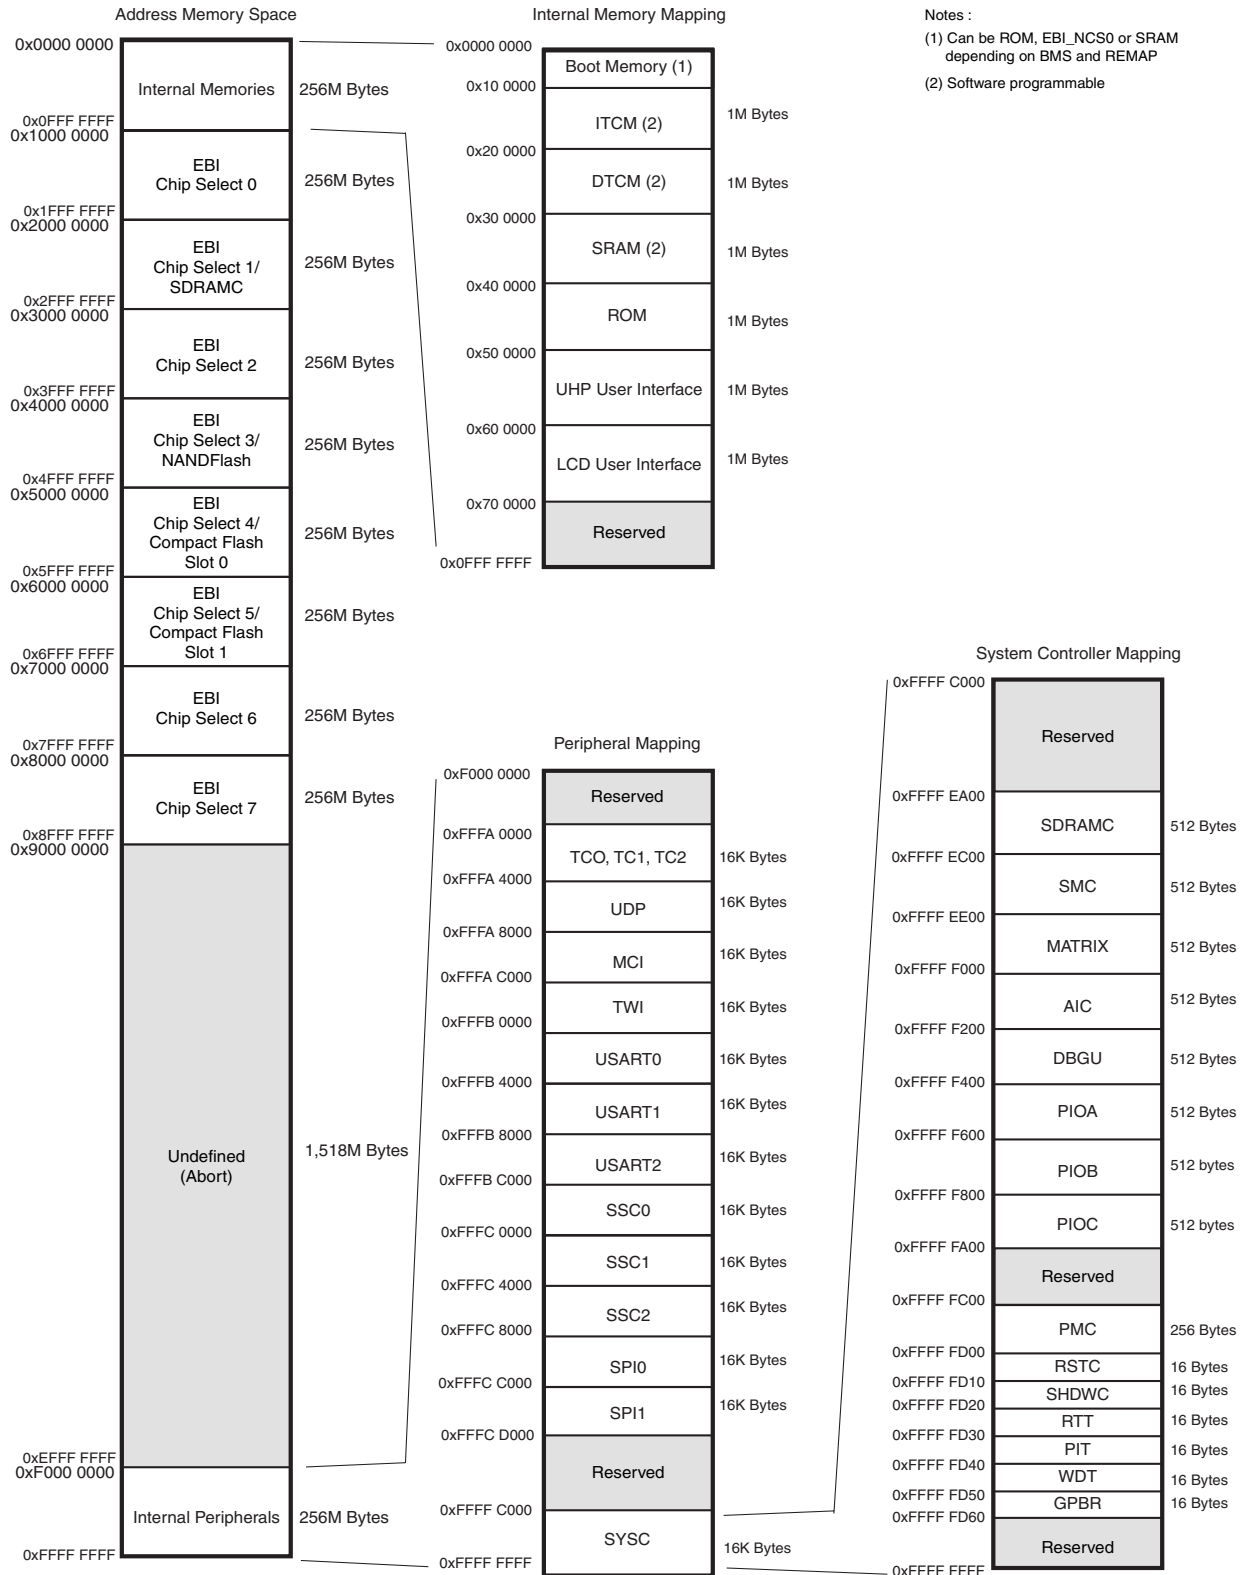 Address Memory Space
0x0000 0000
Internal Memories
256M Bytes
0x0FFF FFFF
0x1000 0000
EBI
Chip Select 0
256M Bytes
0x1FFF FFFF
0x2000 0000
EBI
Chip Select 1/
SDRAMC
256M Bytes
0x2FFF FFFF
0x3000 0000
EBI
Chip Select 2
256M Bytes
0x3FFF FFFF
0x4000 0000
EBI
Chip Select 3/
NANDFlash
256M Bytes
0x4FFF FFFF
0x5000 0000
EBI
Chip Select 4/
Compact Flash
Slot 0
256M Bytes
0x5FFF FFFF
0x6000 0000
EBI
Chip Select 5/
Compact Flash
Slot 1
256M Bytes
0x6FFF FFFF
0x7000 0000
EBI
Chip Select 6
256M Bytes
0x7FFF FFFF
0x8000 0000
EBI
Chip Select 7
256M Bytes
0x8FFF FFFF
0x9000 0000
Undefined
(Abort)
1,518M Bytes
0xEFFF FFFF
0xF000 0000
Internal Peripherals
256M Bytes
0xFFFF FFFF
Internal Memory Mapping
0x0000 0000
Boot Memory (1)
0x10 0000
ITCM (2)
1M Bytes
0x20 0000
DTCM (2)
1M Bytes
0x30 0000
SRAM (2)
1M Bytes
0x40 0000
ROM
1M Bytes
0x50 0000
UHP User Interface
1M Bytes
0x60 0000
LCD User Interface
1M Bytes
0x70 0000
Reserved
0x0FFF FFFF
Notes :
(1) Can be ROM, EBI_NCS0 or SRAM
depending on BMS and REMAP
(2) Software programmable
Peripheral Mapping
0xF000 0000
Reserved
0xFFFA 0000
TCO, TC1, TC2
16K Bytes
0xFFFA 4000
UDP
16K Bytes
0xFFFA 8000
MCI
16K Bytes
0xFFFA C000
TWI
16K Bytes
0xFFFB 0000
USART0
16K Bytes
0xFFFB 4000
USART1
16K Bytes
0xFFFB 8000
USART2
16K Bytes
0xFFFB C000
SSC0
16K Bytes
0xFFFC 0000
SSC1
16K Bytes
0xFFFC 4000
SSC2
16K Bytes
0xFFFC 8000
SPI0
16K Bytes
0xFFFC C000
SPI1
16K Bytes
0xFFFC D000
Reserved
0xFFFF C000
SYSC
16K Bytes
0xFFFF FFFF
System Controller Mapping
0xFFFF C000
Reserved
0xFFFF EA00
SDRAMC
512 Bytes
0xFFFF EC00
SMC
512 Bytes
0xFFFF EE00
MATRIX
512 Bytes
0xFFFF F000
AIC
512 Bytes
0xFFFF F200
DBGU
512 Bytes
0xFFFF F400
PIOA
512 Bytes
0xFFFF F600
PIOB
512 bytes
0xFFFF F800
PIOC
512 bytes
0xFFFF FA00
Reserved
0xFFFF FC00
PMC
256 Bytes
0xFFFF FD00
RSTC
16 Bytes
0xFFFF FD10
SHDWC
16 Bytes
0xFFFF FD20
RTT
16 Bytes
0xFFFF FD30
PIT
16 Bytes
0xFFFF FD40
WDT
16 Bytes
0xFFFF FD50
GPBR
16 Bytes
0xFFFF FD60
Reserved
0xFFFF FFFF